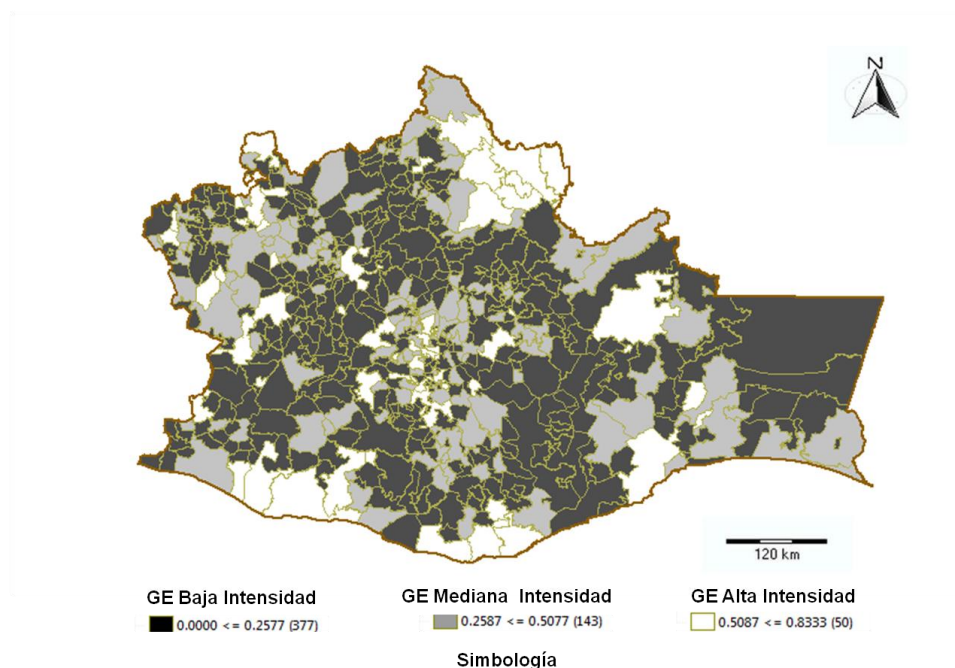 N
120 km
GE Baja Intensidad
0.0000 <= 0.2577 (377)
GE Mediana Intensidad
0.2587 <= 0.5077 (143)
GE Alta Intensidad
0.5087 <= 0.8333 (50)
Simbología